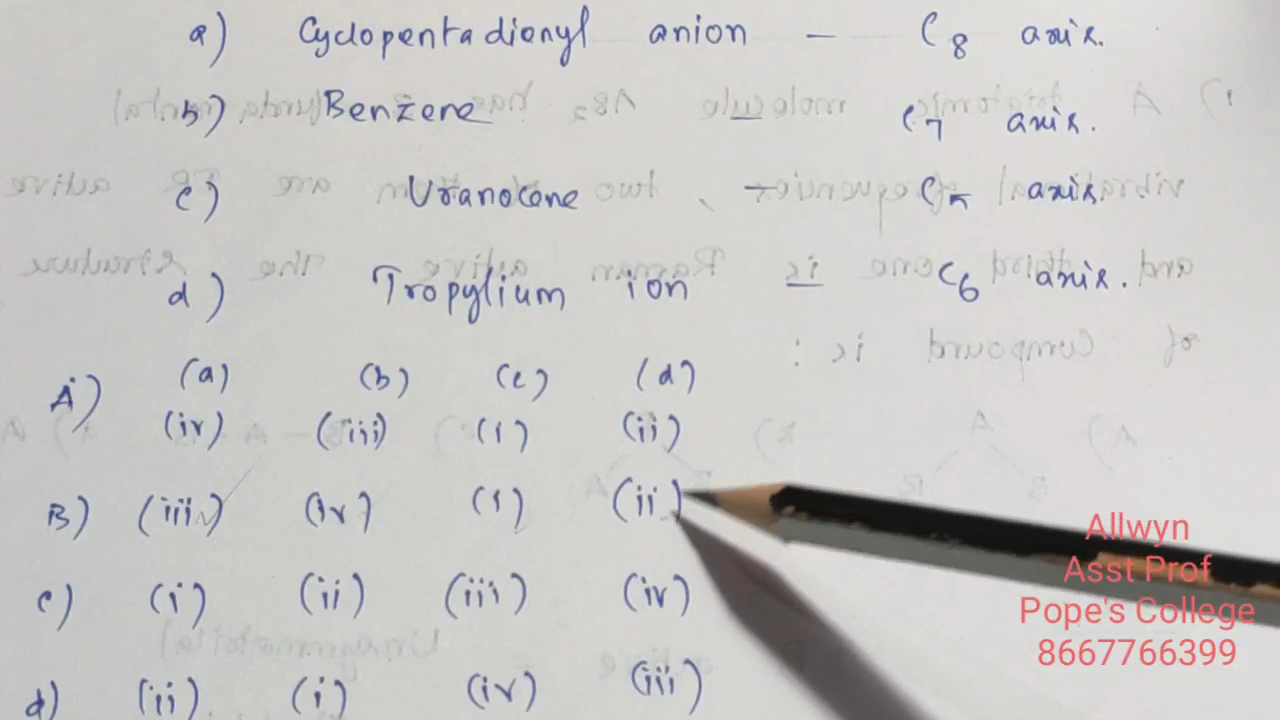 a) Cyclopentadienyl anion - C8 axis.
b) Benzene C7 axis.
c) Uranocene - C5 axis
d) Tropylium ion C6 axis.
A) (a) (b) (c) (d)
(iv) (iii) (i) (ii)
B) (iii) (iv) (i) (ii)
c) (i) (ii) (iii) (iv)
d) (ii) (i) (iv) (iii)
Allwyn
Asst Prof
Pope's College
8667766399